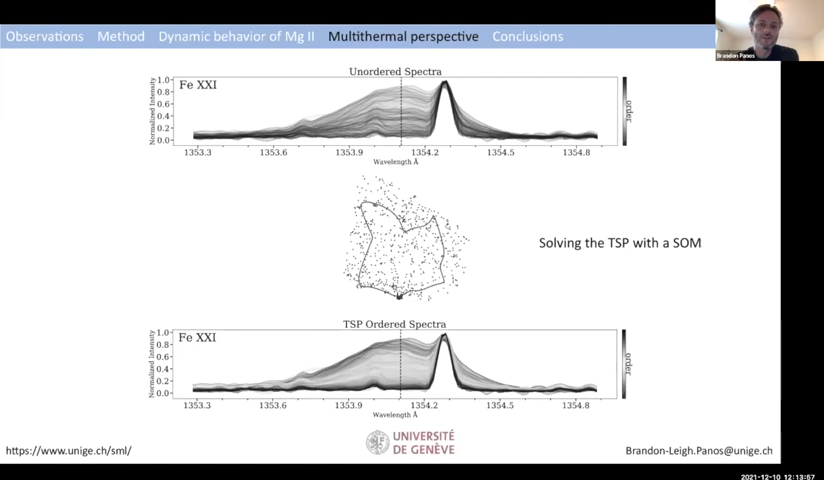 Observations Method Dynamic behavior of Mg II Multithermal perspective Conclusions
Brandon Panos
Unordered Spectra
Fe XXI
Normalized Intensity
1.0
0.8
0.6
0.4
0.2
0.0
order
1353.3 1353.6 1353.9 1354.2 1354.5 1354.8
Wavelength Å
Solving the TSP with a SOM
TSP Ordered Spectra
Fe XXI
Normalized Intensity
1.0
0.8
0.6
0.4
0.2
0.0
order
1353.3 1353.6 1353.9 1354.2 1354.5 1354.8
Wavelength Å
https://www.unige.ch/sml/
UNIVERSITÉ
DE GENÈVE
Brandon-Leigh.Panos@unige.ch
2021-12-10 12:13:57